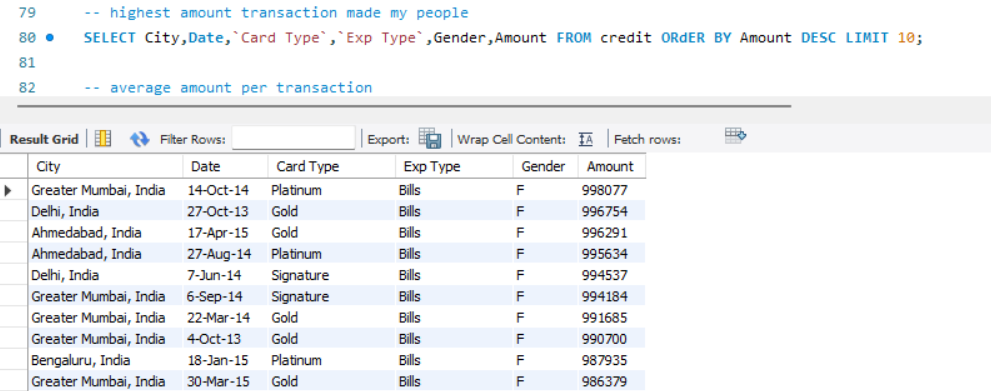 79 -- highest amount transaction made my people
80 SELECT City,Date,`Card Type`,`Exp Type`,Gender,Amount FROM credit ORdER BY Amount DESC LIMIT 10;
81
82 -- average amount per transaction
Result Grid Filter Rows: Export: Wrap Cell Content: IA Fetch rows:
City Date Card Type Exp Type Gender Amount
Greater Mumbai, India 14-Oct-14 Platinum Bills F 998077
Delhi, India 27-Oct-13 Gold Bills F 996754
Ahmedabad, India 17-Apr-15 Gold Bills F 996291
Ahmedabad, India 27-Aug-14 Platinum Bills F 995634
Delhi, India 7-Jun-14 Signature Bills F 994537
Greater Mumbai, India 6-Sep-14 Signature Bills F 994184
Greater Mumbai, India 22-Mar-14 Gold Bills F 991685
Greater Mumbai, India 4-Oct-13 Gold Bills F 990700
Bengaluru, India 18-Jan-15 Platinum Bills F 987935
Greater Mumbai, India 30-Mar-15 Gold Bills F 986379